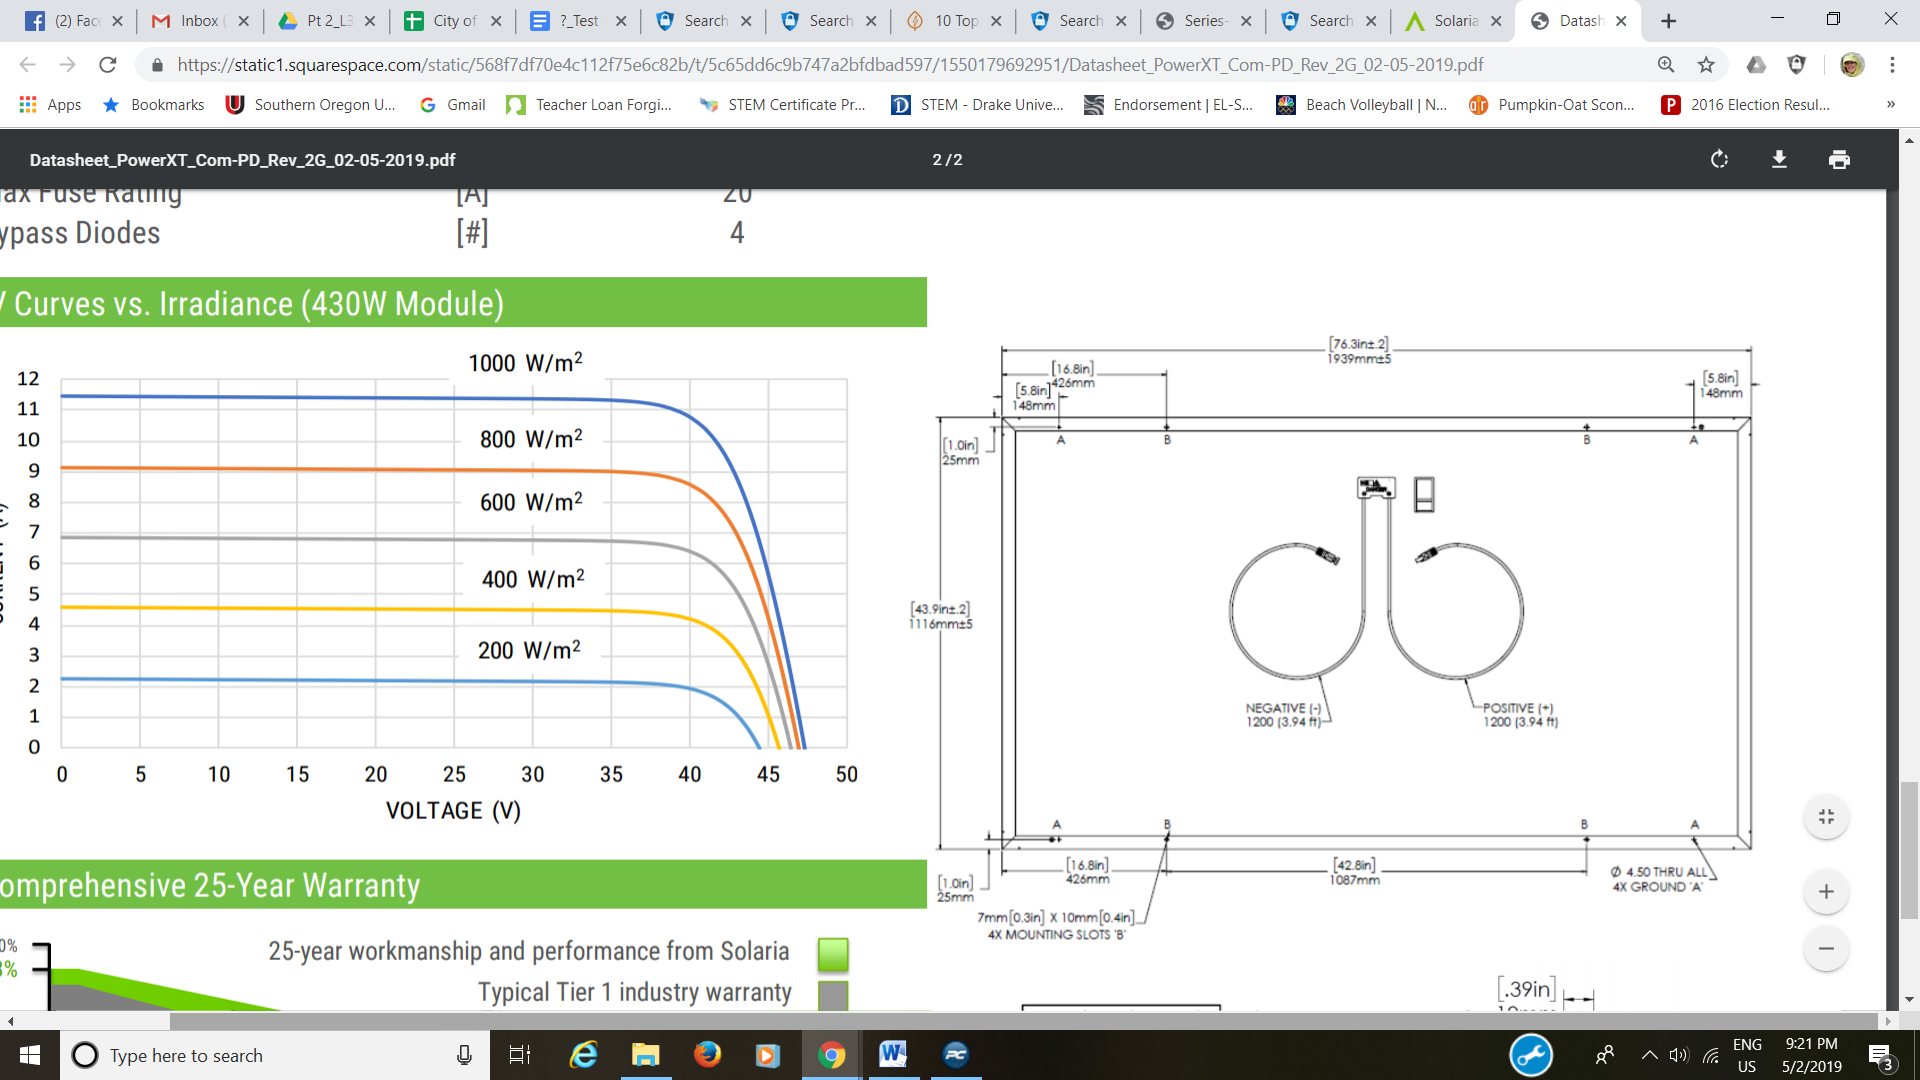 (2) Fac
Inbox (
Pt 2_L3
City of
?_Test
Search
Search
10 Top
Search
Series-
Search
Solaria
Datash
https://static1.squarespace.com/static/568f7df70e4c112f75e6c82b/t/5c65dd6c9b747a2bfdbad597/1550179692951/Datasheet_PowerXT_Com-PD_Rev_2G_02-05-2019.pdf
Apps
Bookmarks
Southern Oregon U...
Gmail
Teacher Loan Forgi...
STEM Certificate Pr...
STEM - Drake Unive...
Endorsement | EL-S...
Beach Volleyball | N...
Pumpkin-Oat Scon...
2016 Election Resul...
»
Datasheet_PowerXT_Com-PD_Rev_2G_02-05-2019.pdf
2 / 2
ax Fuse Rating [A] 20
ypass Diodes [#] 4
/ Curves vs. Irradiance (430W Module)
1000 W/m²
800 W/m²
600 W/m²
400 W/m²
200 W/m²
12
11
10
9
8
7
6
5
4
3
2
1
0
0 5 10 15 20 25 30 35 40 45 50
VOLTAGE (V)
[76.3in±.2]
1939mm±5
[16.8in]
426mm
[5.8in]
148mm
[5.8in]
148mm
[1.0in]
25mm
A B B A
[43.9in±.2]
1116mm±5
NEGATIVE (-)
1200 (3.94 ft)
POSITIVE (+)
1200 (3.94 ft)
A B B A
[16.8in]
426mm
[42.8in]
1087mm
[1.0in]
25mm
Ø 4.50 THRU ALL
4X GROUND 'A'
7mm[0.3in] X 10mm[0.4in]
4X MOUNTING SLOTS 'B'
[.39in]
omprehensive 25-Year Warranty
0%
%
25-year workmanship and performance from Solaria
Typical Tier 1 industry warranty
Type here to search
ENG
US
9:21 PM
5/2/2019
3